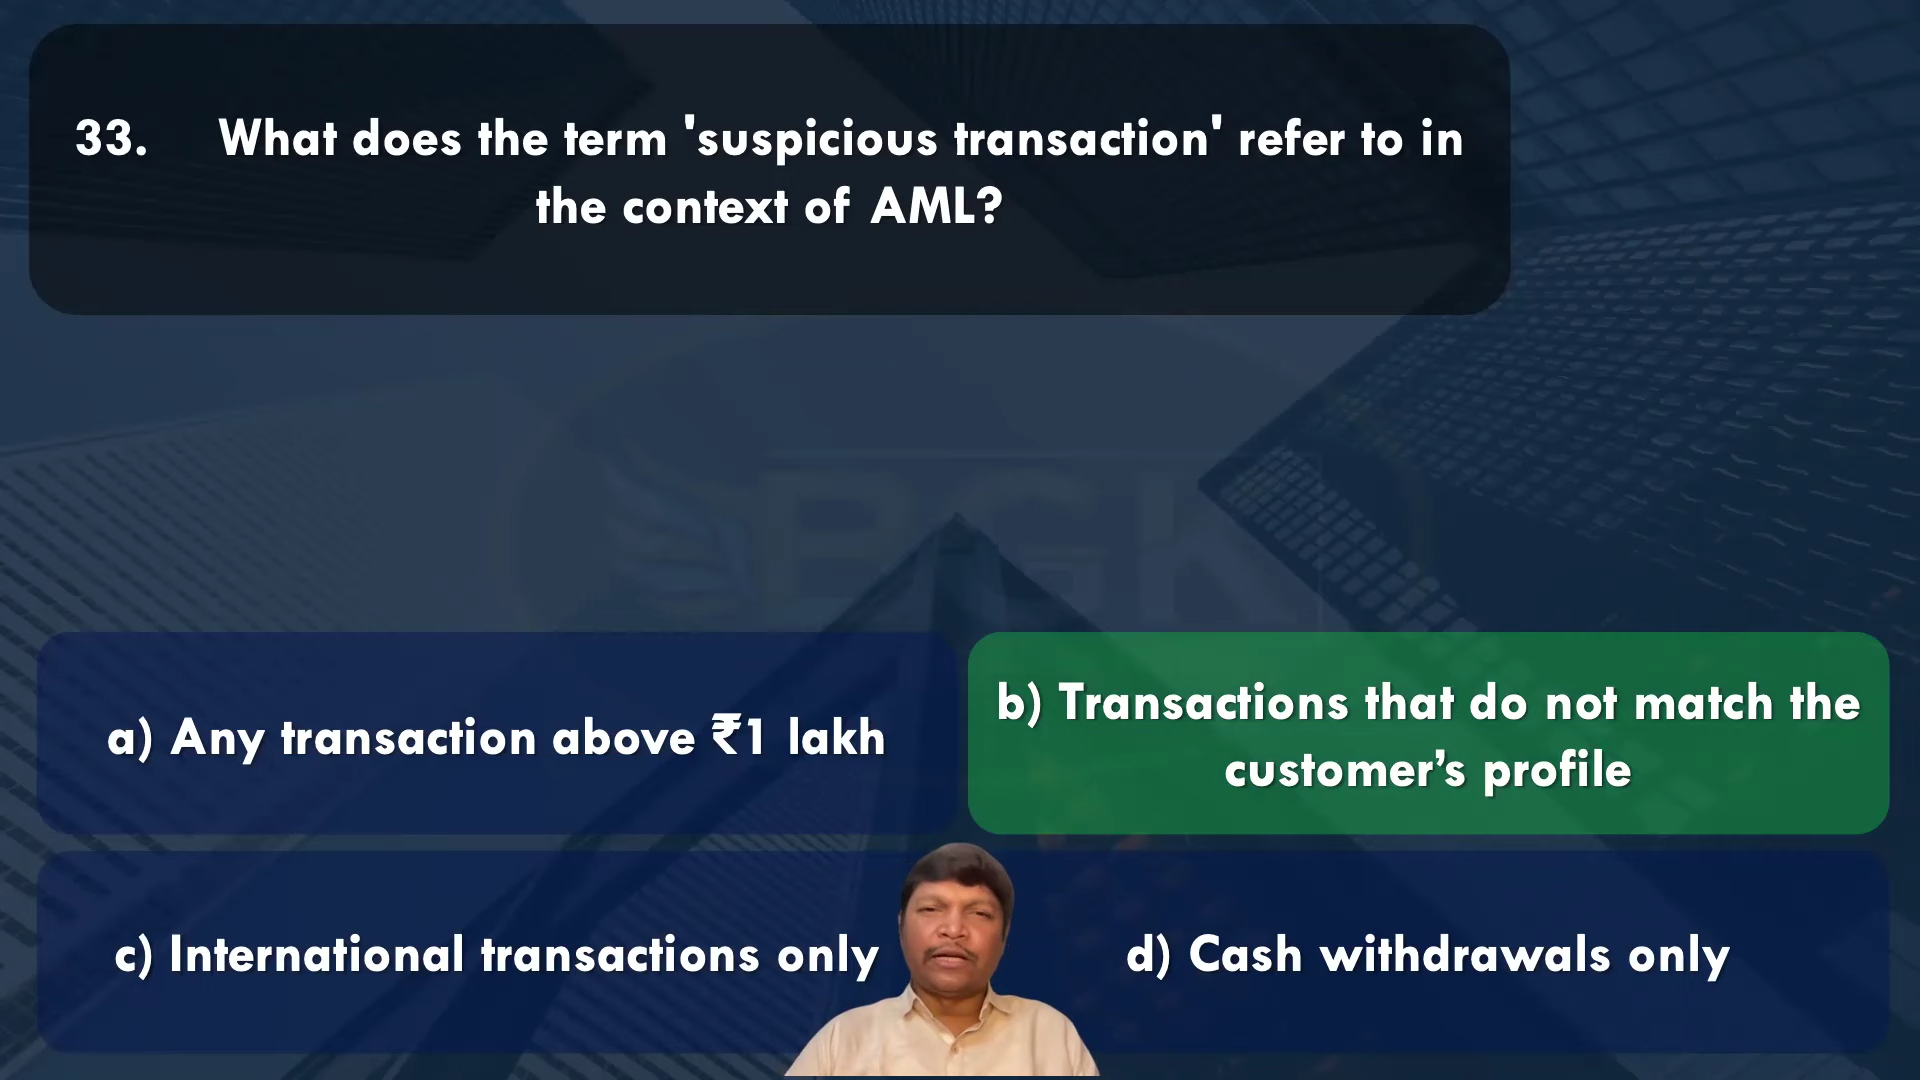 33. What does the term 'suspicious transaction' refer to in
the context of AML?
BGK
a) Any transaction above ₹1 lakh
b) Transactions that do not match the
customer’s profile
c) International transactions only
d) Cash withdrawals only